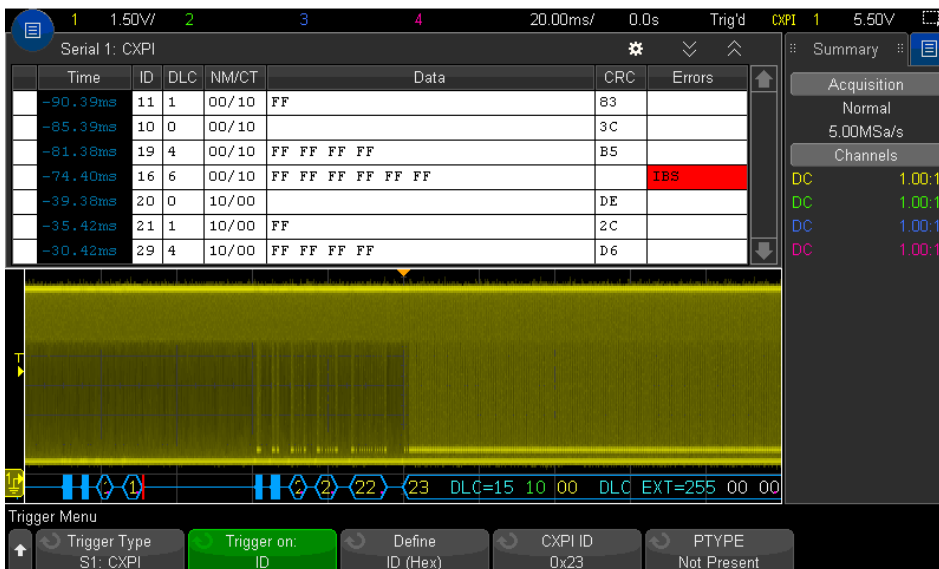 1 1.50V/ 2 3 4 20.00ms/ 0.0s Trig'd CXPI 1 5.50V
Serial 1: CXPI
Summary
Time ID DLC NM/CT Data CRC Errors
-90.39ms 11 1 00/10 FF 83
-85.39ms 10 0 00/10 3C
-81.38ms 19 4 00/10 FF FF FF FF B5
-74.40ms 16 6 00/10 FF FF FF FF FF FF IBS
-39.38ms 20 0 10/00 DE
-35.42ms 21 1 10/00 FF 2C
-30.42ms 29 4 10/00 FF FF FF FF D6
Acquisition
Normal
5.00MSa/s
Channels
DC 1.00:1
DC 1.00:1
DC 1.00:1
DC 1.00:1
T
2 1 2 2 22 23 DLC=15 10 00 DLC EXT=255 00 00
Trigger Menu
Trigger Type
S1: CXPI
Trigger on:
ID
Define
ID (Hex)
CXPI ID
0x23
PTYPE
Not Present